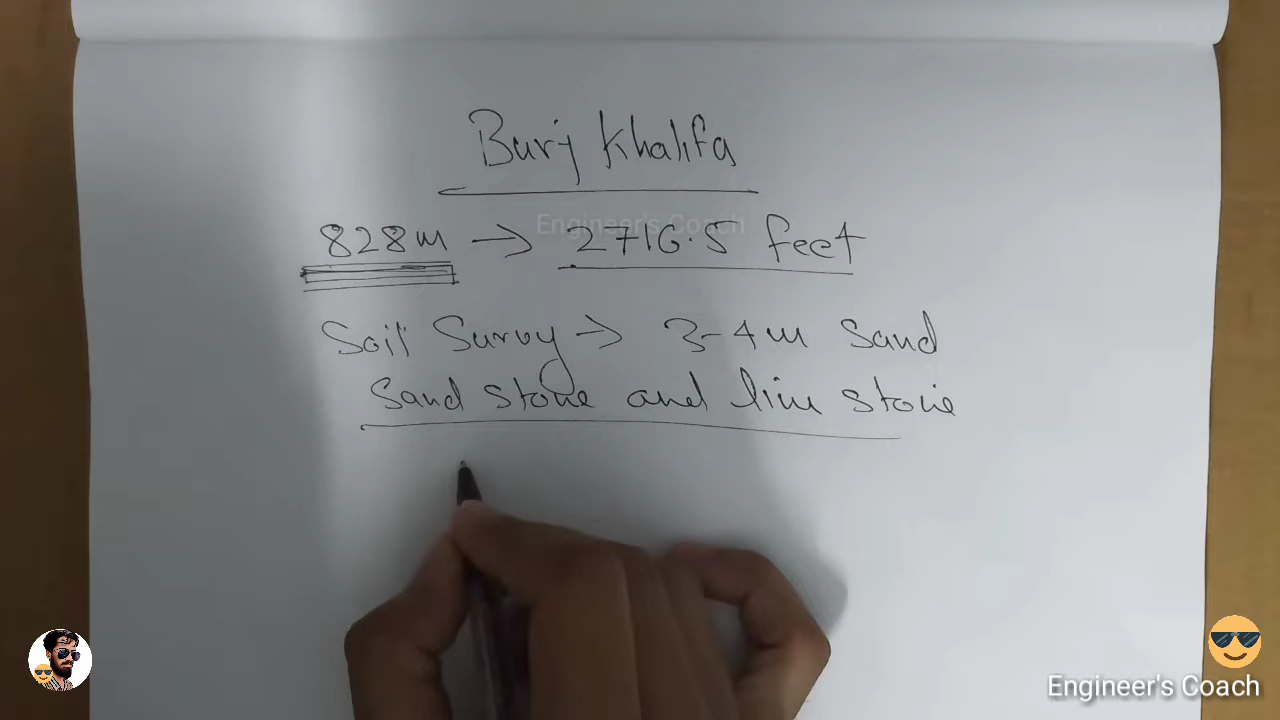 Burj Khalifa
Engineer's Coach
828m → 2716.5 feet
Soil Survy → 3-4m Sand
Sand stone and lime stone
Engineer's Coach